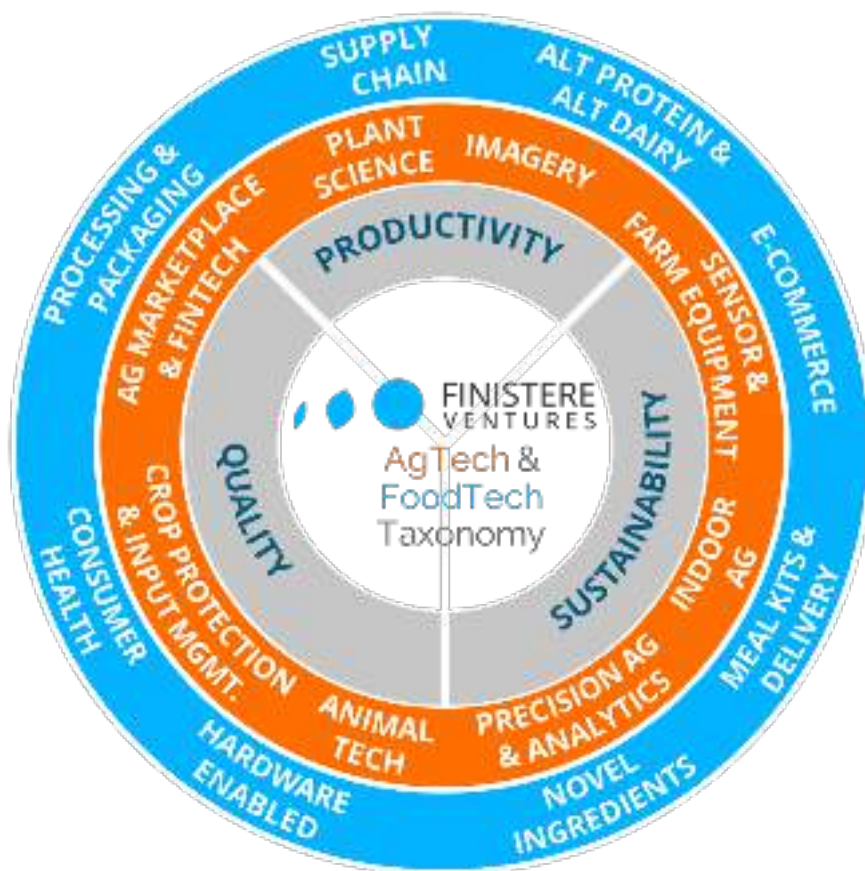 SUPPLY
CHAIN
ALT PROTEIN &
ALT DAIRY
E-COMMERCE
MEAL KITS &
DELIVERY
NOVEL
INGREDIENTS
HARDWARE
ENABLED
CONSUMER
HEALTH
PROCESSING &
PACKAGING
PLANT
SCIENCE
IMAGERY
SENSOR &
FARM EQUIPMENT
INDOOR
AG
PRECISION AG
& ANALYTICS
ANIMAL
TECH
CROP PROTECTION
& INPUT MGMT.
AG MARKETPLACE
& FINTECH
PRODUCTIVITY
SUSTAINABILITY
QUALITY
FINISTERE
VENTURES
AgTech &
FoodTech
Taxonomy